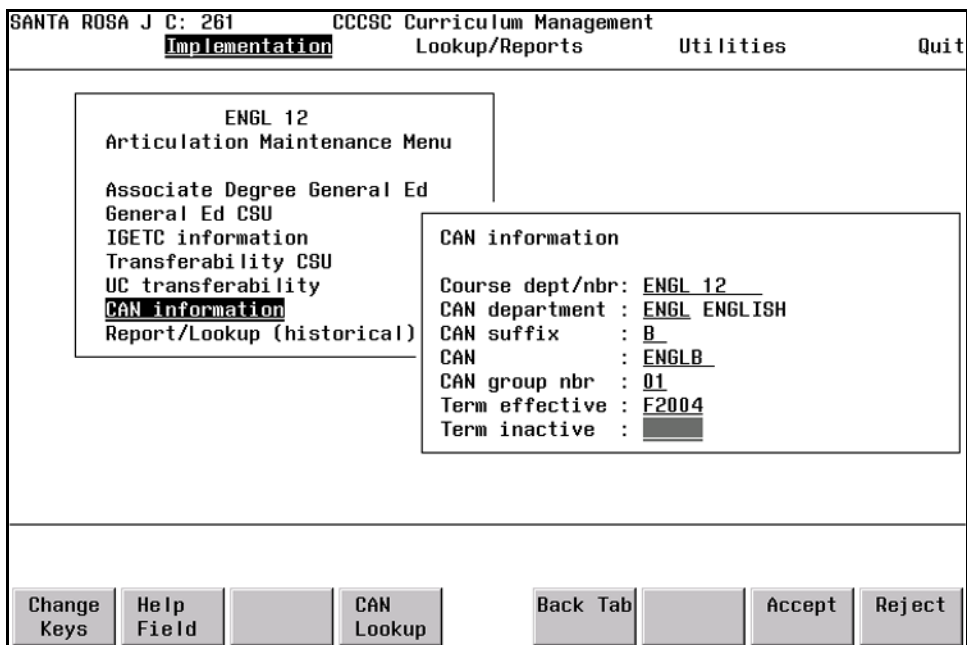 SANTA ROSA J C: 261 CCCSC Curriculum Management
Implementation Lookup/Reports Utilities Quit
ENGL 12
Articulation Maintenance Menu
Associate Degree General Ed
General Ed CSU
IGETC information
Transferability CSU
UC transferability
CAN information
Report/Lookup (historical)
CAN information
Course dept/nbr: ENGL 12
CAN department : ENGL ENGLISH
CAN suffix : B
CAN : ENGLB
CAN group nbr : 01
Term effective : F2004
Term inactive :
Change Keys
Help Field
CAN Lookup
Back Tab
Accept
Reject